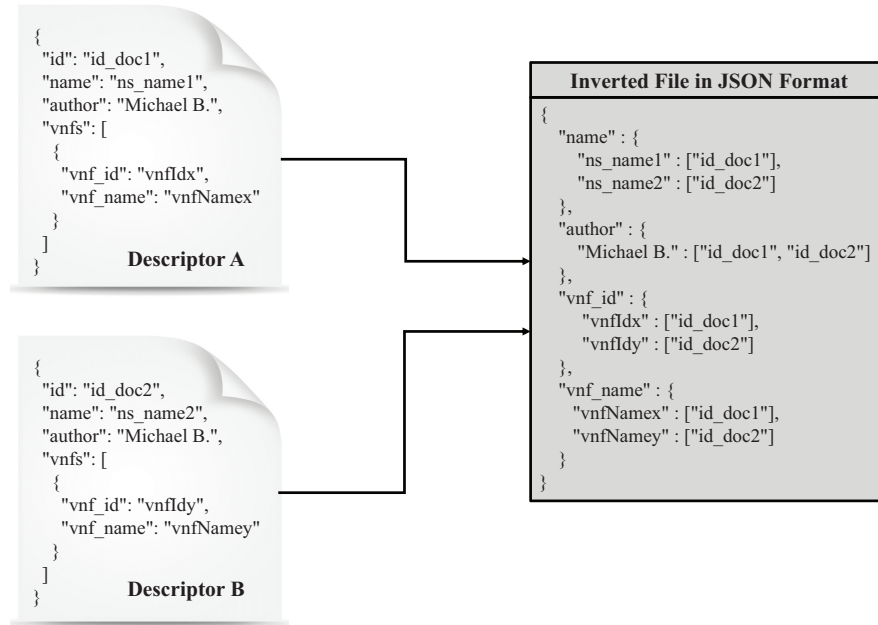 {
"id": "id_doc1",
"name": "ns_name1",
"author": "Michael B.",
"vnfs": [
{
"vnf_id": "vnfIdx",
"vnf_name": "vnfNamex"
}
]
}
Descriptor A
{
"id": "id_doc2",
"name": "ns_name2",
"author": "Michael B.",
"vnfs": [
{
"vnf_id": "vnfIdy",
"vnf_name": "vnfNamey"
}
]
}
Descriptor B
Inverted File in JSON Format
{
"name" : {
"ns_name1" : ["id_doc1"],
"ns_name2" : ["id_doc2"]
},
"author" : {
"Michael B." : ["id_doc1", "id_doc2"]
},
"vnf_id" : {
"vnfIdx" : ["id_doc1"],
"vnfIdy" : ["id_doc2"]
},
"vnf_name" : {
"vnfNamex" : ["id_doc1"],
"vnfNamey" : ["id_doc2"]
}
}